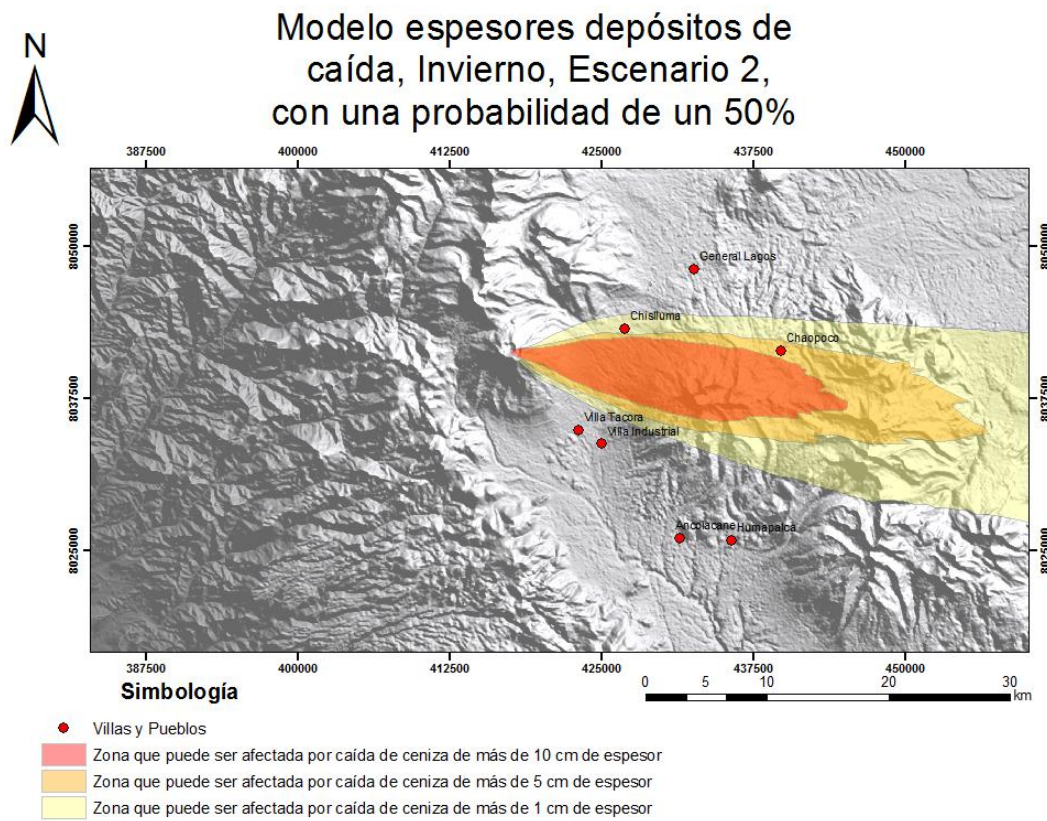 Modelo espesores depósitos de
caída, Invierno, Escenario 2,
con una probabilidad de un 50%
N
387500 400000 412500 425000 437500 450000
8050000 8050000
General Lagos
Chislluma
Chaopoco
8037500 8037500
Villa Tacora
Villa Industrial
Ancolacane Humapalca
8025000 8025000
387500 400000 412500 425000 437500 450000
Simbología
0 5 10 20 30
km
Villas y Pueblos
Zona que puede ser afectada por caída de ceniza de más de 10 cm de espesor
Zona que puede ser afectada por caída de ceniza de más de 5 cm de espesor
Zona que puede ser afectada por caída de ceniza de más de 1 cm de espesor